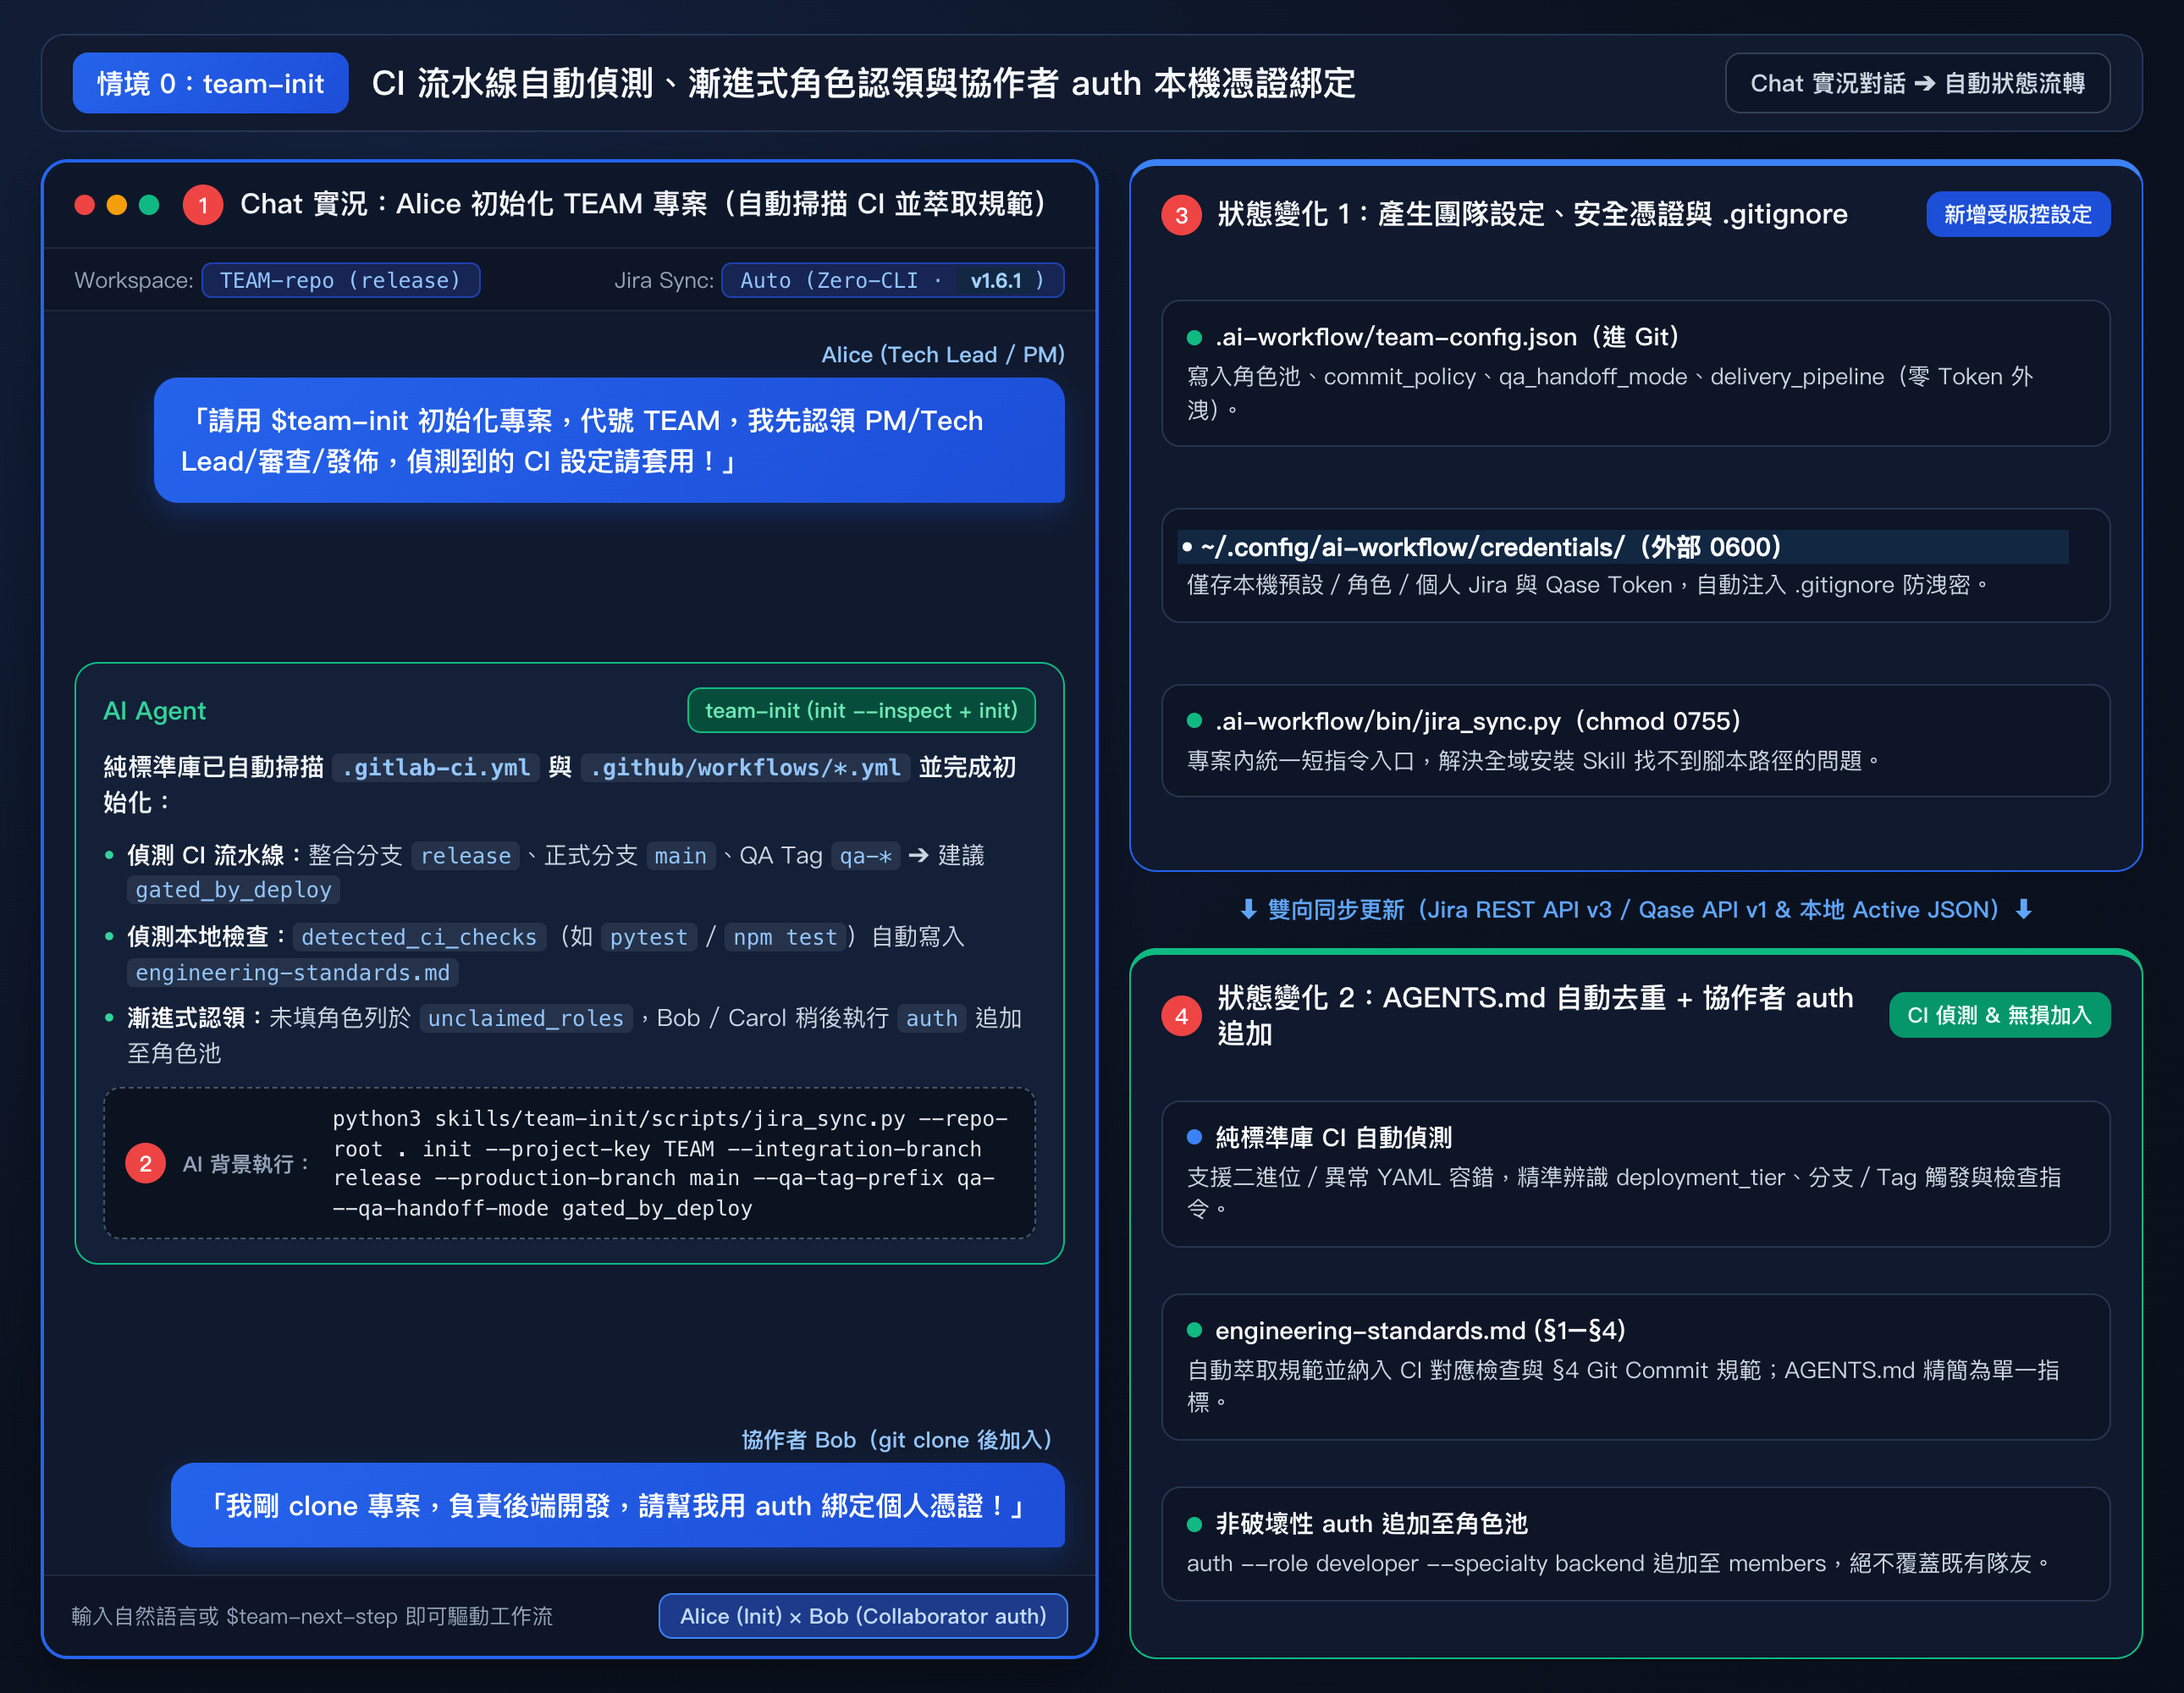 情境 0：team-init
CI 流水線自動偵測、漸進式角色認領與協作者 auth 本機憑證綁定
Chat 實況對話 ➔ 自動狀態流轉
1
Chat 實況：Alice 初始化 TEAM 專案（自動掃描 CI 並萃取規範）
Workspace: TEAM-repo (release)
Jira Sync: Auto (Zero-CLI · v1.6.1 )
Alice (Tech Lead / PM)
「請用 $team-init 初始化專案，代號 TEAM，我先認領 PM/Tech
Lead/審查/發佈，偵測到的 CI 設定請套用！」
AI Agent
team-init (init --inspect + init)
純標準庫已自動掃描 .gitlab-ci.yml 與 .github/workflows/*.yml 並完成初
始化：
• 偵測 CI 流水線：整合分支 release、正式分支 main、QA Tag qa-* ➔ 建議
gated_by_deploy
• 偵測本地檢查：detected_ci_checks（如 pytest / npm test）自動寫入
engineering-standards.md
• 漸進式認領：未填角色列於 unclaimed_roles，Bob / Carol 稍後執行 auth 追加
至角色池
2
AI 背景執行：
python3 skills/team-init/scripts/jira_sync.py --repo-
root . init --project-key TEAM --integration-branch
release --production-branch main --qa-tag-prefix qa-
--qa-handoff-mode gated_by_deploy
協作者 Bob（git clone 後加入）
「我剛 clone 專案，負責後端開發，請幫我用 auth 綁定個人憑證！」
輸入自然語言或 $team-next-step 即可驅動工作流
Alice (Init) × Bob (Collaborator auth)
3
狀態變化 1：產生團隊設定、安全憑證與 .gitignore
新增受版控設定
.ai-workflow/team-config.json（進 Git）
寫入角色池、commit_policy、qa_handoff_mode、delivery_pipeline（零 Token 外
洩）。
• ~/.config/ai-workflow/credentials/（外部 0600）
僅存本機預設 / 角色 / 個人 Jira 與 Qase Token，自動注入 .gitignore 防洩密。
.ai-workflow/bin/jira_sync.py（chmod 0755）
專案內統一短指令入口，解決全域安裝 Skill 找不到腳本路徑的問題。
⬇ 雙向同步更新（Jira REST API v3 / Qase API v1 & 本地 Active JSON）⬇
4
狀態變化 2：AGENTS.md 自動去重 + 協作者 auth
追加
CI 偵測 & 無損加入
純標準庫 CI 自動偵測
支援二進位 / 異常 YAML 容錯，精準辨識 deployment_tier、分支 / Tag 觸發與檢查指
令。
engineering-standards.md (§1—§4)
自動萃取規範並納入 CI 對應檢查與 §4 Git Commit 規範；AGENTS.md 精簡為單一指
標。
非破壞性 auth 追加至角色池
auth --role developer --specialty backend 追加至 members，絕不覆蓋既有隊友。